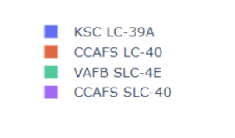 KSC LC-39A
CCAFS LC-40
VAFB SLC-4E
CCAFS SLC-40